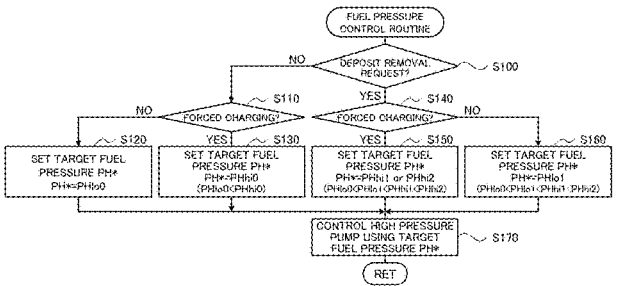 FUEL PRESSURE
CONTROL ROUTINE
DEPOSIT REMOVAL
REQUEST?
S100
NO
YES
FORCED CHARGING?
S110
FORCED CHARGING?
S140
NO
YES
YES
NO
S120
SET TARGET FUEL
PRESSURE PH*
PH*=PHlo0
S130
SET TARGET FUEL
PRESSURE PH*
PH*=PHhi0
(PHlo0<PHhi0)
S150
SET TARGET FUEL
PRESSURE PH*
PH*=PHhi1 or PHhi2
(PHlo0<PHlo1<PHhi1<PHhi2)
S160
SET TARGET FUEL
PRESSURE PH*
PH*=PHlo1
(PHlo0<PHlo1<PHhi1<PHhi2)
CONTROL HIGH PRESSURE
PUMP USING TARGET
FUEL PRESSURE PH*
S170
RET